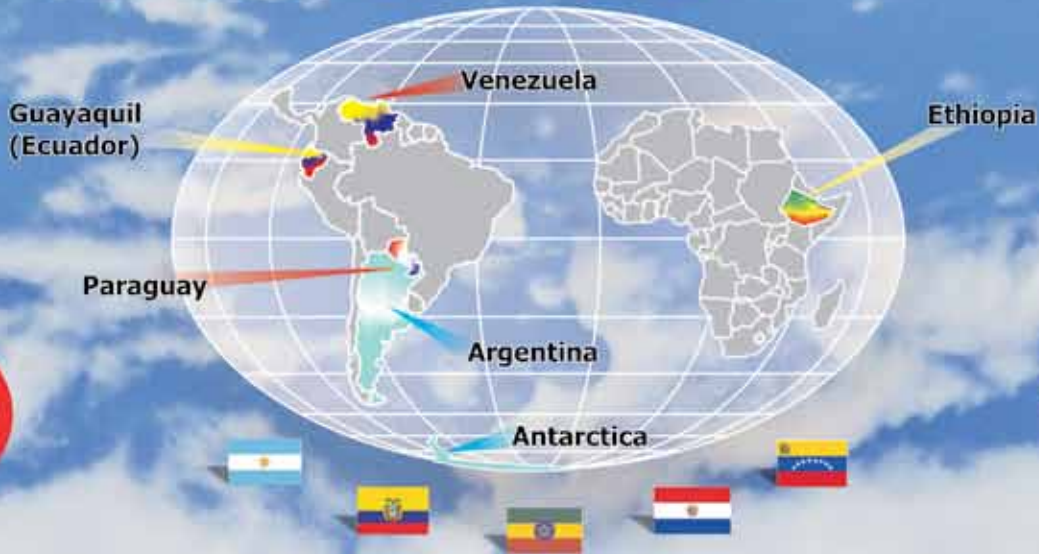 Venezuela
Guayaquil
(Ecuador)
Ethiopia
Paraguay
Argentina
Antarctica